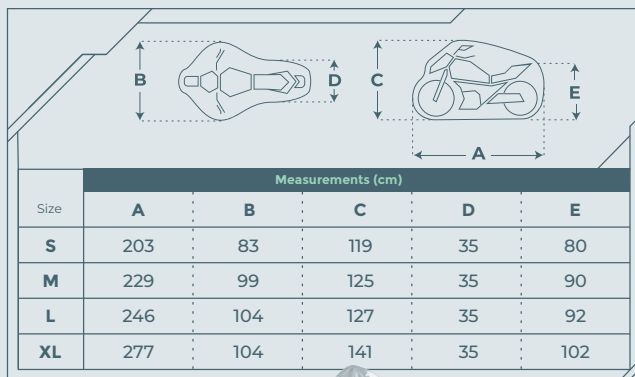 B
D
C
E
A
Measurements (cm)
Size A B C D E
S 203 83 119 35 80
M 229 99 125 35 90
L 246 104 127 35 92
XL 277 104 141 35 102